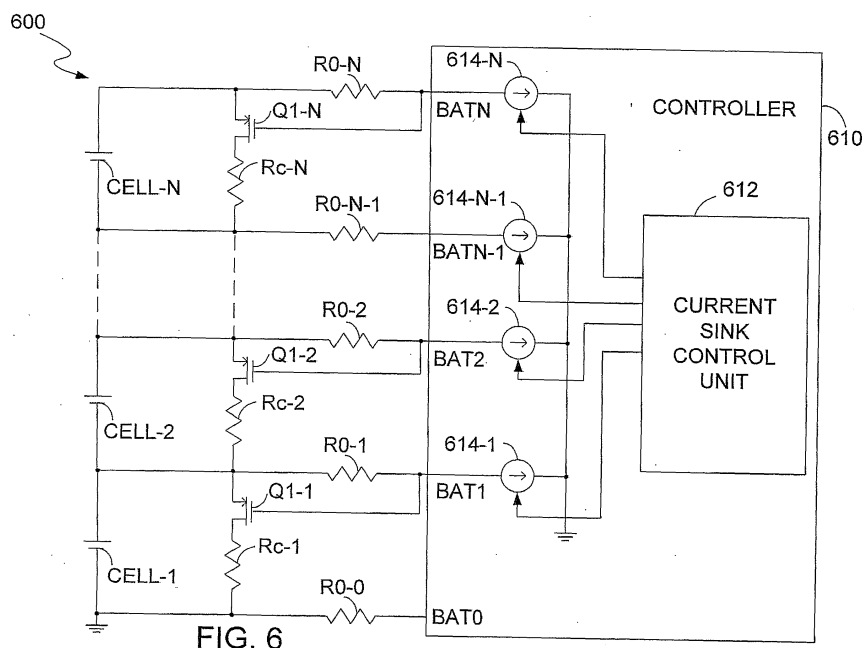 600
R0-N
614-N
Q1-N
BATN
CONTROLLER
610
CELL-N
Rc-N
R0-N-1
614-N-1
612
BATN-1
R0-2
614-2
Q1-2
BAT2
CURRENT
SINK
CONTROL
UNIT
CELL-2
Rc-2
R0-1
614-1
Q1-1
BAT1
CELL-1
Rc-1
R0-0
BAT0
FIG. 6